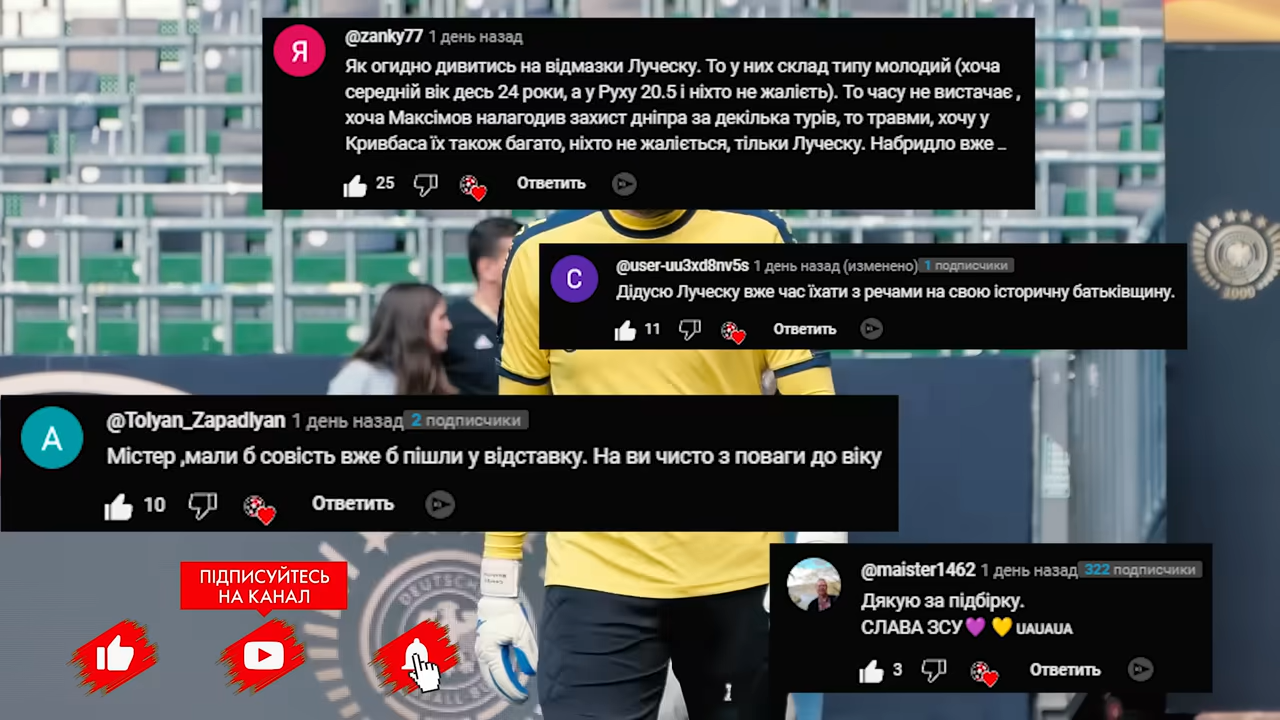 Я
@zanky77 1 день назад
Як огидно дивитись на відмазки Луческу. То у них склад типу молодий (хоча
середній вік десь 24 роки, а у Руху 20.5 і ніхто не жаліеть). То часу не вистачає ,
хоча Максімов налагодив захист дніпра за декілька турів, то травми, хочу у
Кривбаса їх також багато, ніхто не жаліється, тільки Луческу. Набридло вже ..
25 Ответить
С
@user-uu3xd8nv5s 1 день назад (изменено) 1 подписчики
Дідусю Луческу вже час їхати з речами на свою історичну батьківщину.
11 Ответить
А
@Tolyan_Zapadlyan 1 день назад 2 подписчики
Містер ,мали б совість вже б пішли у відставку. На ви чисто з поваги до віку
10 Ответить
@maister1462 1 день назад 322 подписчики
Дякую за підбірку.
СЛАВА ЗСУ💜 💛 UAUAUA
3 Ответить
ПІДПИСУЙТЕСЬ
НА КАНАЛ
DEUTSCH
1